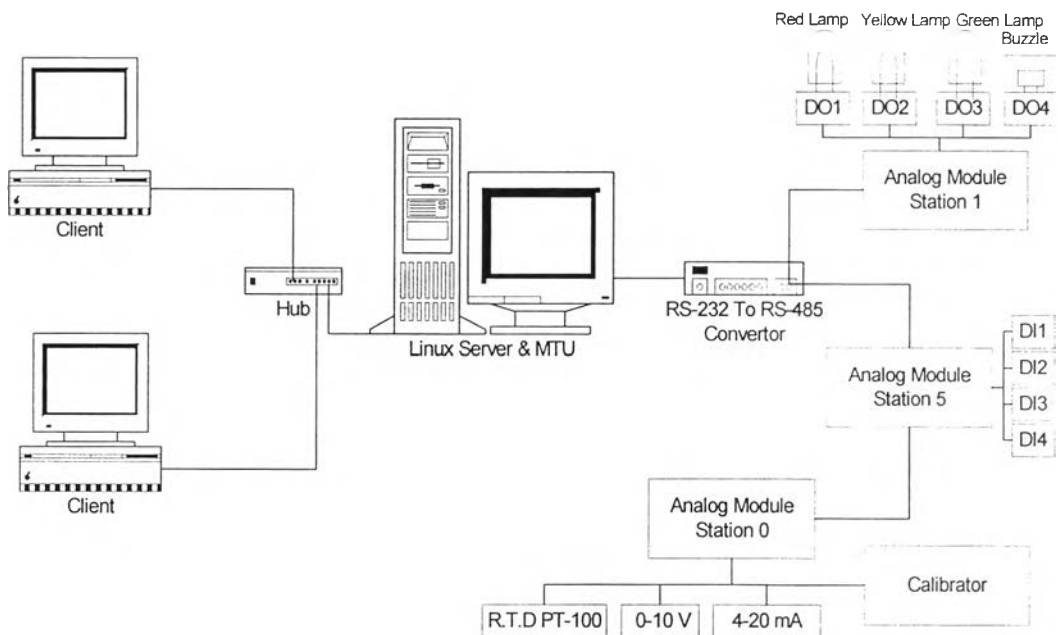 Red Lamp
Yellow Lamp
Green Lamp
Buzzle
DO1
DO2
DO3
DO4
Analog Module
Station 1
Client
Hub
Linux Server & MTU
RS-232 To RS-485
Convertor
Analog Module
Station 5
DI1
DI2
DI3
DI4
Client
Analog Module
Station 0
Calibrator
R.T.D PT-100
0-10 V
4-20 mA